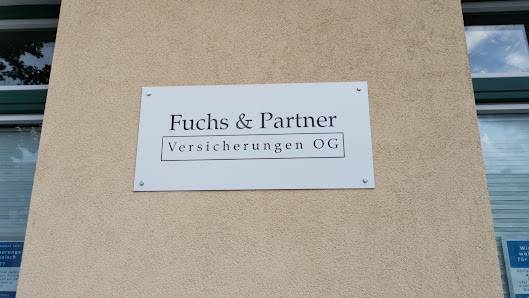 Fuchs & Partner
Versicherungen OG